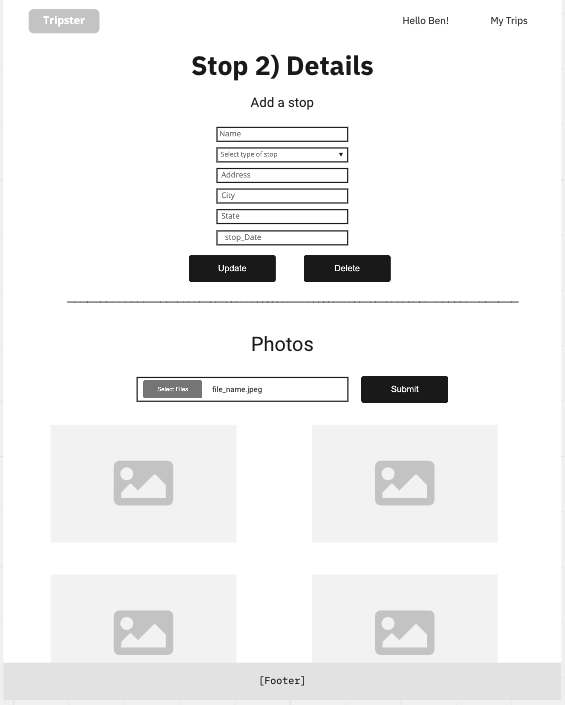 Tripster
Hello Ben! My Trips
Stop 2) Details
Add a stop
Name
Select type of stop
Address
City
State
stop_Date
Update Delete
Photos
Select Files file_name.jpeg Submit
[Footer]